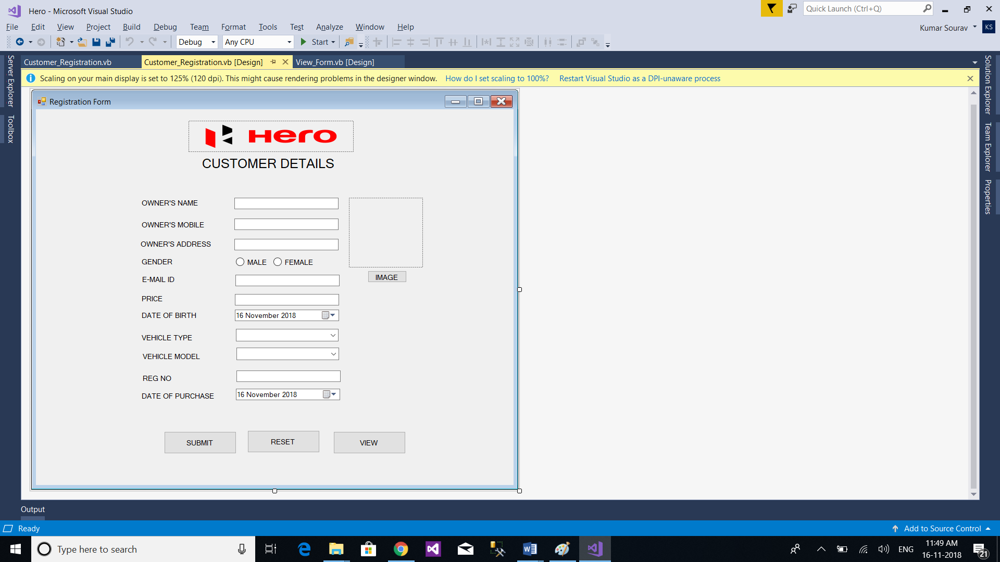 Hero - Microsoft Visual Studio
Quick Launch (Ctrl+Q)
File Edit View Project Build Debug Team Format Tools Test Analyze Window Help
Kumar Sourav KS
Debug Any CPU Start
Server Explorer
Toolbox
Customer_Registration.vb Customer_Registration.vb [Design] View_Form.vb [Design]
Scaling on your main display is set to 125% (120 dpi). This might cause rendering problems in the designer window. How do I set scaling to 100%? Restart Visual Studio as a DPI-unaware process
Solution Explorer
Team Explorer
Properties
Registration Form
Hero
CUSTOMER DETAILS
OWNER'S NAME
OWNER'S MOBILE
OWNER'S ADDRESS
GENDER MALE FEMALE
E-MAIL ID
IMAGE
PRICE
DATE OF BIRTH 16 November 2018
VEHICLE TYPE
VEHICLE MODEL
REG NO
DATE OF PURCHASE 16 November 2018
SUBMIT RESET VIEW
Output
Ready
Add to Source Control
Type here to search
ENG
11:49 AM
16-11-2018
21